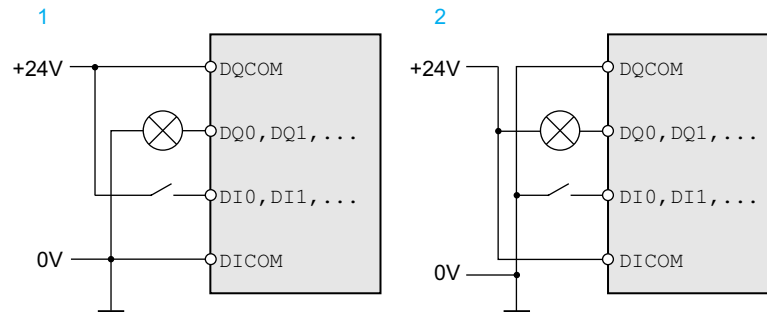 1
+24V
DQCOM
DQ0,DQ1,...
DI0,DI1,...
0V
DICOM
2
+24V
DQCOM
DQ0,DQ1,...
DI0,DI1,...
DICOM
0V